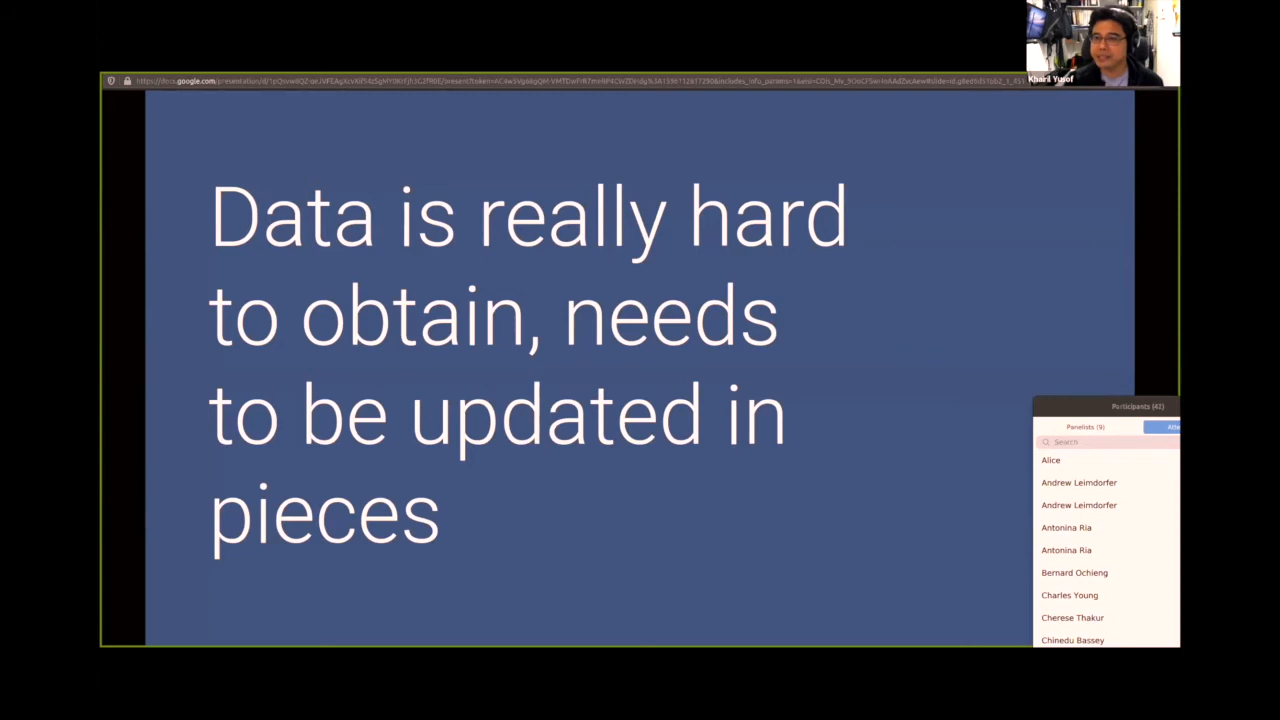 Khairil Yusof
Data is really hard
to obtain, needs
to be updated in
pieces
Participants (42)
Panelists (9)
Search
Alice
Andrew Leimdorfer
Andrew Leimdorfer
Antonina Ria
Antonina Ria
Bernard Ochieng
Charles Young
Cherese Thakur
Chinedu Bassey